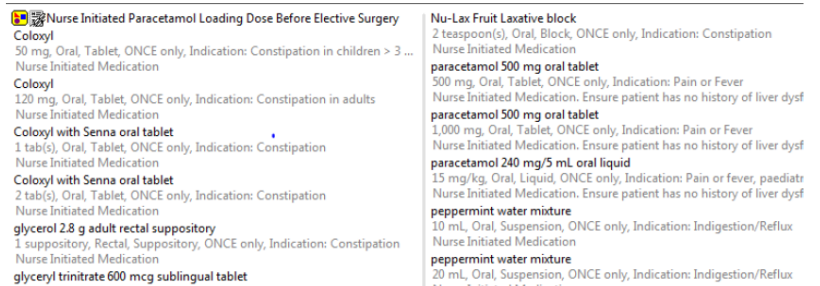 Nurse Initiated Paracetamol Loading Dose Before Elective Surgery
Coloxyl
50 mg, Oral, Tablet, ONCE only, Indication: Constipation in children > 3 ...
Nurse Initiated Medication
Coloxyl
120 mg, Oral, Tablet, ONCE only, Indication: Constipation in adults
Nurse Initiated Medication
Coloxyl with Senna oral tablet
1 tab(s), Oral, Tablet, ONCE only, Indication: Constipation
Nurse Initiated Medication
Coloxyl with Senna oral tablet
2 tab(s), Oral, Tablet, ONCE only, Indication: Constipation
Nurse Initiated Medication
glycerol 2.8 g adult rectal suppository
1 suppository, Rectal, Suppository, ONCE only, Indication: Constipation
Nurse Initiated Medication
glyceryl trinitrate 600 mcg sublingual tablet
Nu-Lax Fruit Laxative block
2 teaspoon(s), Oral, Block, ONCE only, Indication: Constipation
Nurse Initiated Medication
paracetamol 500 mg oral tablet
500 mg, Oral, Tablet, ONCE only, Indication: Pain or Fever
Nurse Initiated Medication. Ensure patient has no history of liver dysf
paracetamol 500 mg oral tablet
1,000 mg, Oral, Tablet, ONCE only, Indication: Pain or Fever
Nurse Initiated Medication. Ensure patient has no history of liver dysf
paracetamol 240 mg/5 mL oral liquid
15 mg/kg, Oral, Liquid, ONCE only, Indication: Pain or fever, paediatr
Nurse Initiated Medication. Ensure patient has no history of liver dysf
peppermint water mixture
10 mL, Oral, Suspension, ONCE only, Indication: Indigestion/Reflux
Nurse Initiated Medication
peppermint water mixture
20 mL, Oral, Suspension, ONCE only, Indication: Indigestion/Reflux